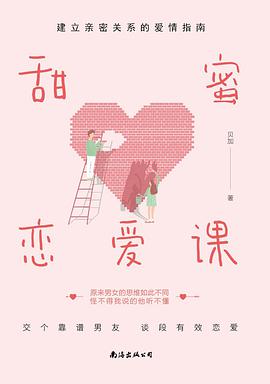 建立亲密关系的爱情指南
甜蜜
贝加 著
恋爱课
原来男女的思维如此不同
怪不得我说的他听不懂
交个靠谱男友 谈段有效恋爱
南海出版公司